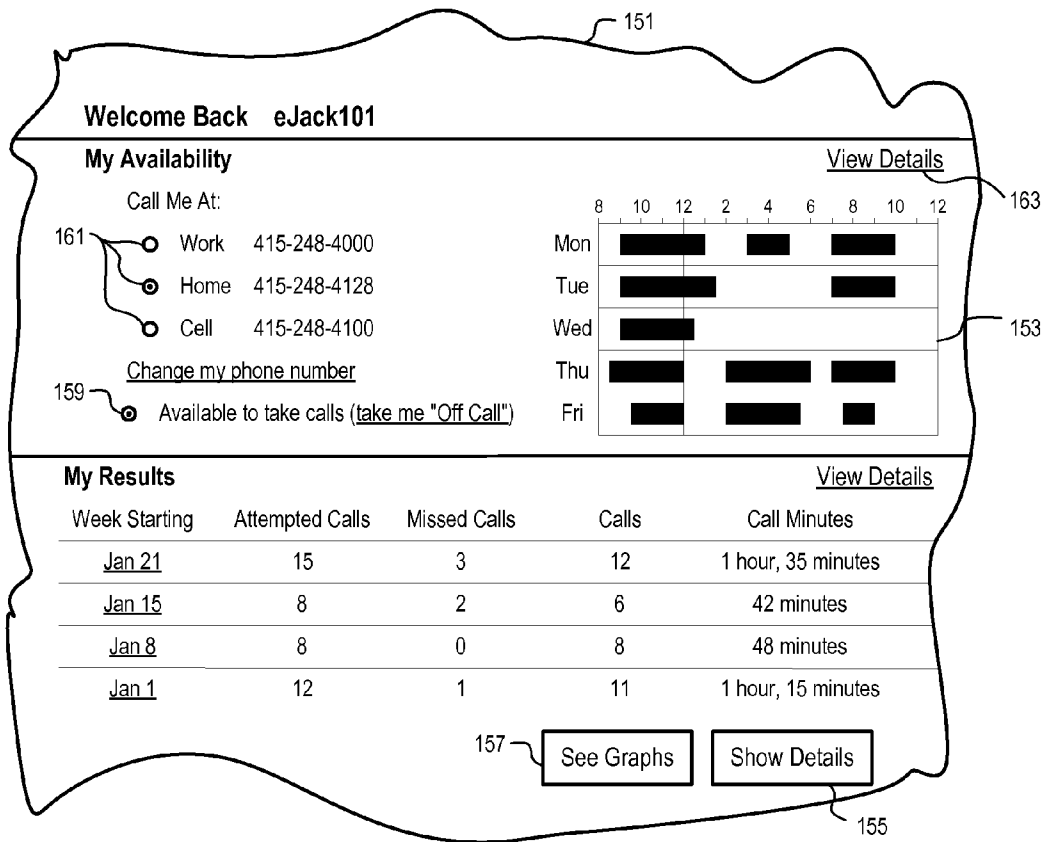 151
Welcome Back eJack101
My Availability
View Details
163
Call Me At:
8 10 12 2 4 6 8 10 12
161
Work 415-248-4000
Home 415-248-4128
Cell 415-248-4100
Mon
Tue
Wed
Thu
Fri
153
Change my phone number
159
Available to take calls (take me "Off Call")
My Results
View Details
Week Starting Attempted Calls Missed Calls Calls Call Minutes
Jan 21 15 3 12 1 hour, 35 minutes
Jan 15 8 2 6 42 minutes
Jan 8 8 0 8 48 minutes
Jan 1 12 1 11 1 hour, 15 minutes
157
See Graphs
Show Details
155